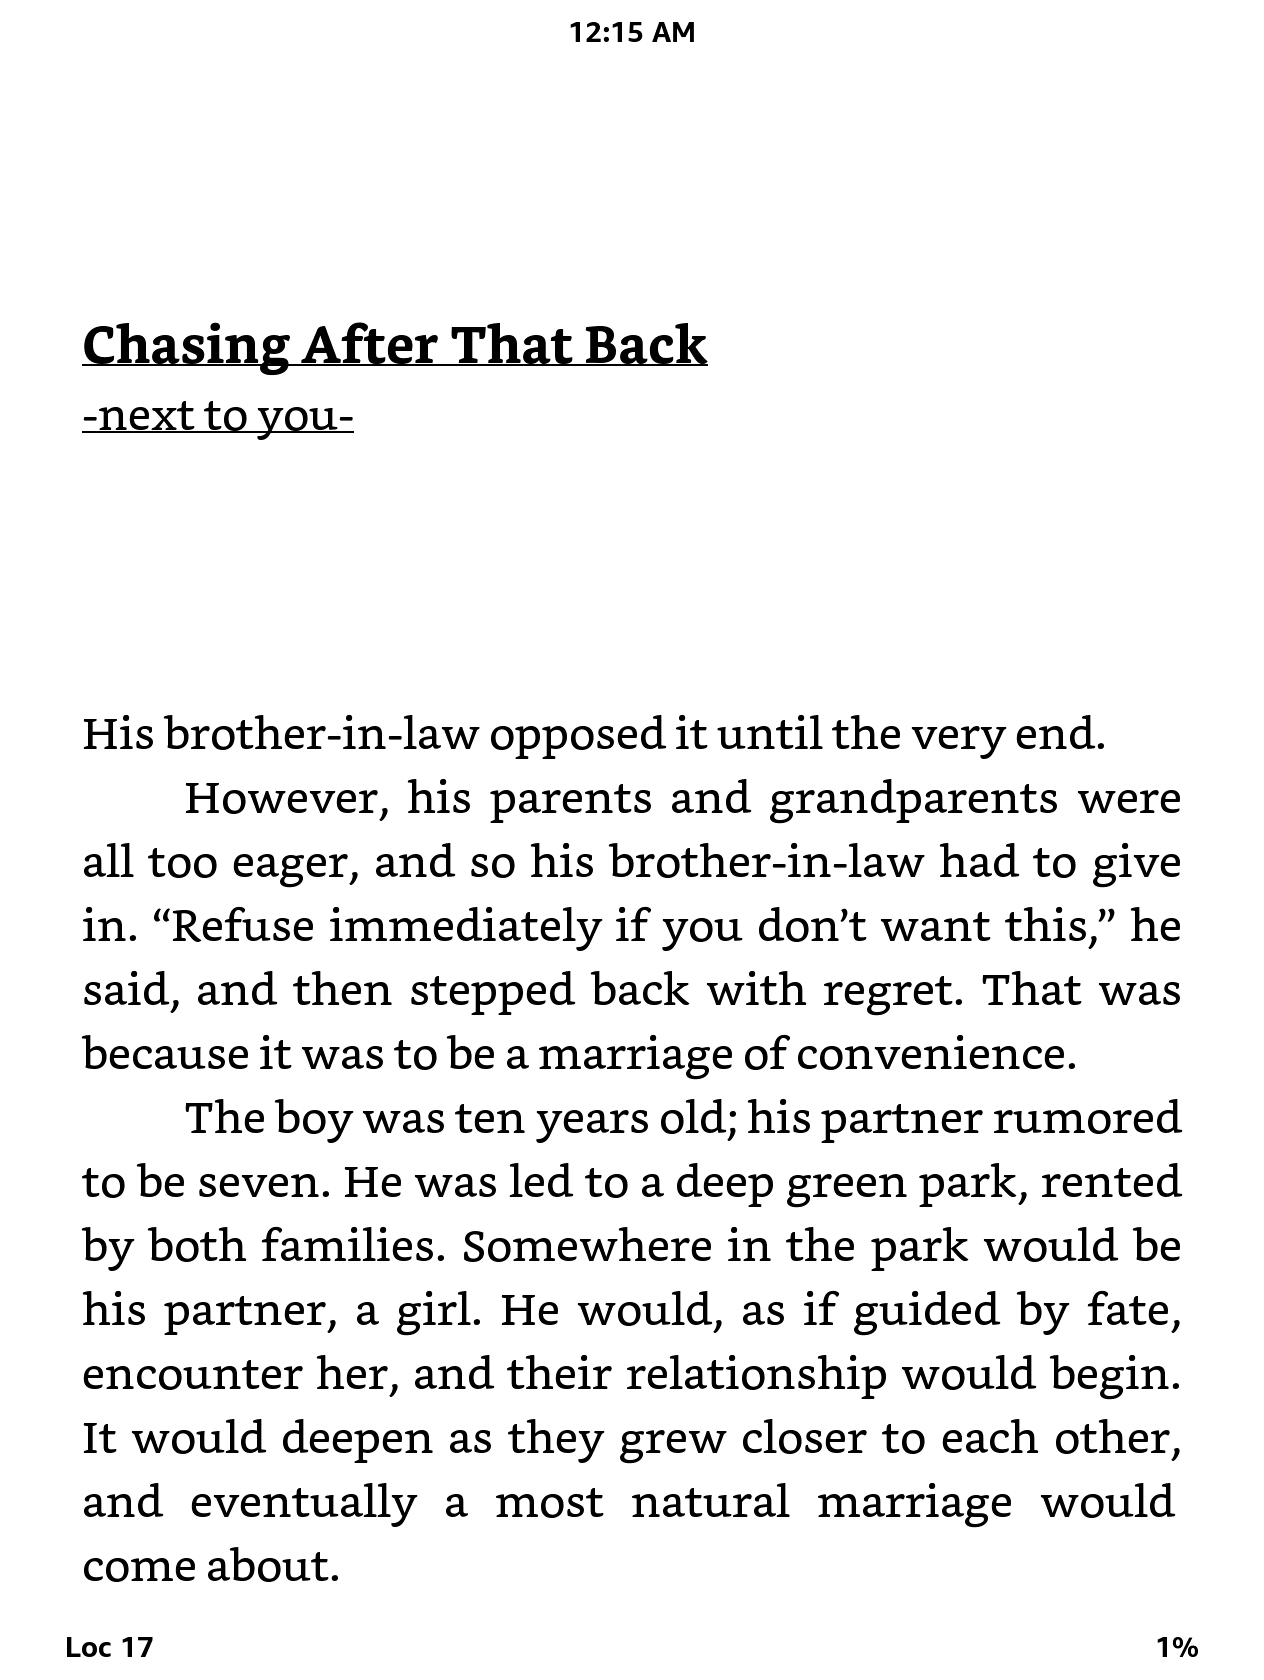 12:15 AM
Chasing After That Back
-next to you-
His brother-in-law opposed it until the very end.
However, his parents and grandparents were
all too eager, and so his brother-in-law had to give
in. “Refuse immediately if you don’t want this,” he
said, and then stepped back with regret. That was
because it was to be a marriage of convenience.
The boy was ten years old; his partner rumored
to be seven. He was led to a deep green park, rented
by both families. Somewhere in the park would be
his partner, a girl. He would, as if guided by fate,
encounter her, and their relationship would begin.
It would deepen as they grew closer to each other,
and eventually a most natural marriage would
come about.
Loc 17
1%